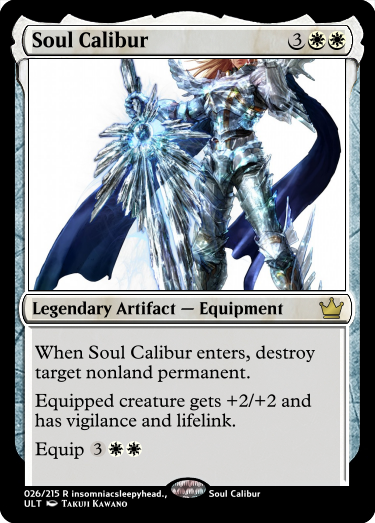 Soul Calibur 3
Legendary Artifact — Equipment
When Soul Calibur enters, destroy
target nonland permanent.
Equipped creature gets +2/+2 and
has vigilance and lifelink.
Equip 3
026/215 R insomniacsleepyhead., Soul Calibur
ULT Takuji Kawano